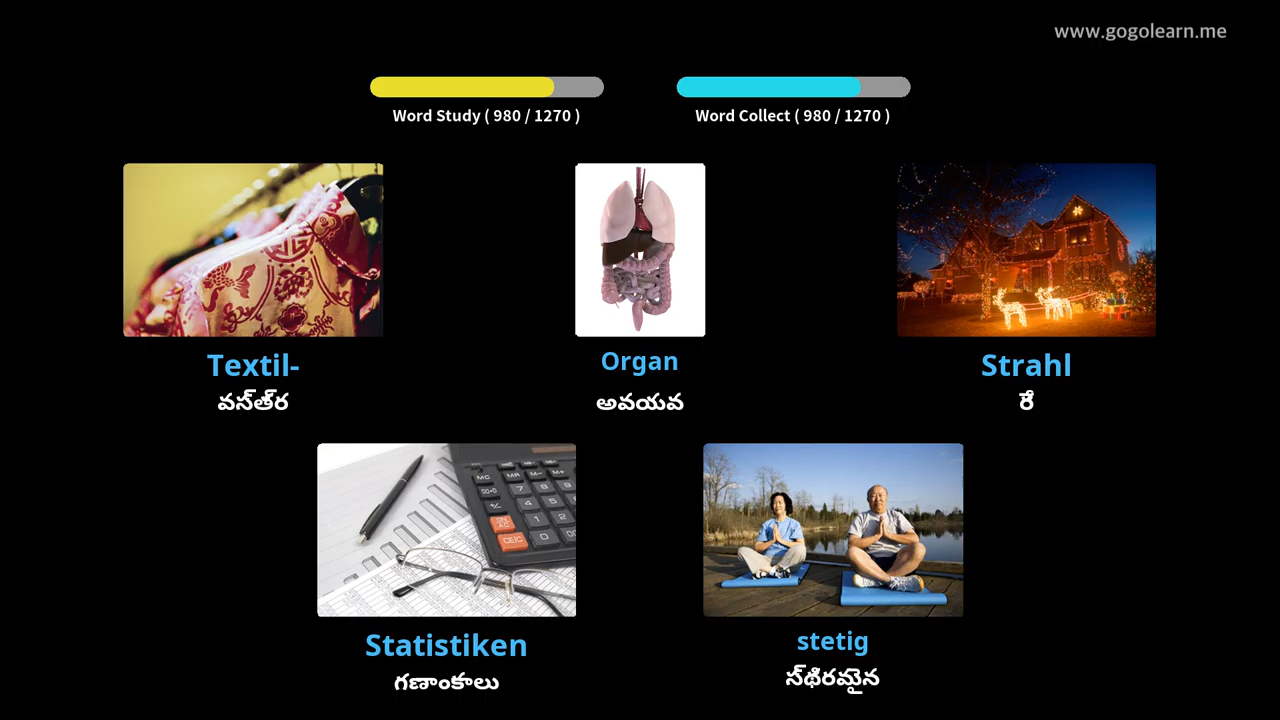 www.gogolearn.me
Word Study ( 980 / 1270 )
Word Collect ( 980 / 1270 )
Textil-
వస్త్ర
Organ
అవయవ
Strahl
రే
Statistiken
గణాంకాలు
stetig
స్థిరమైన